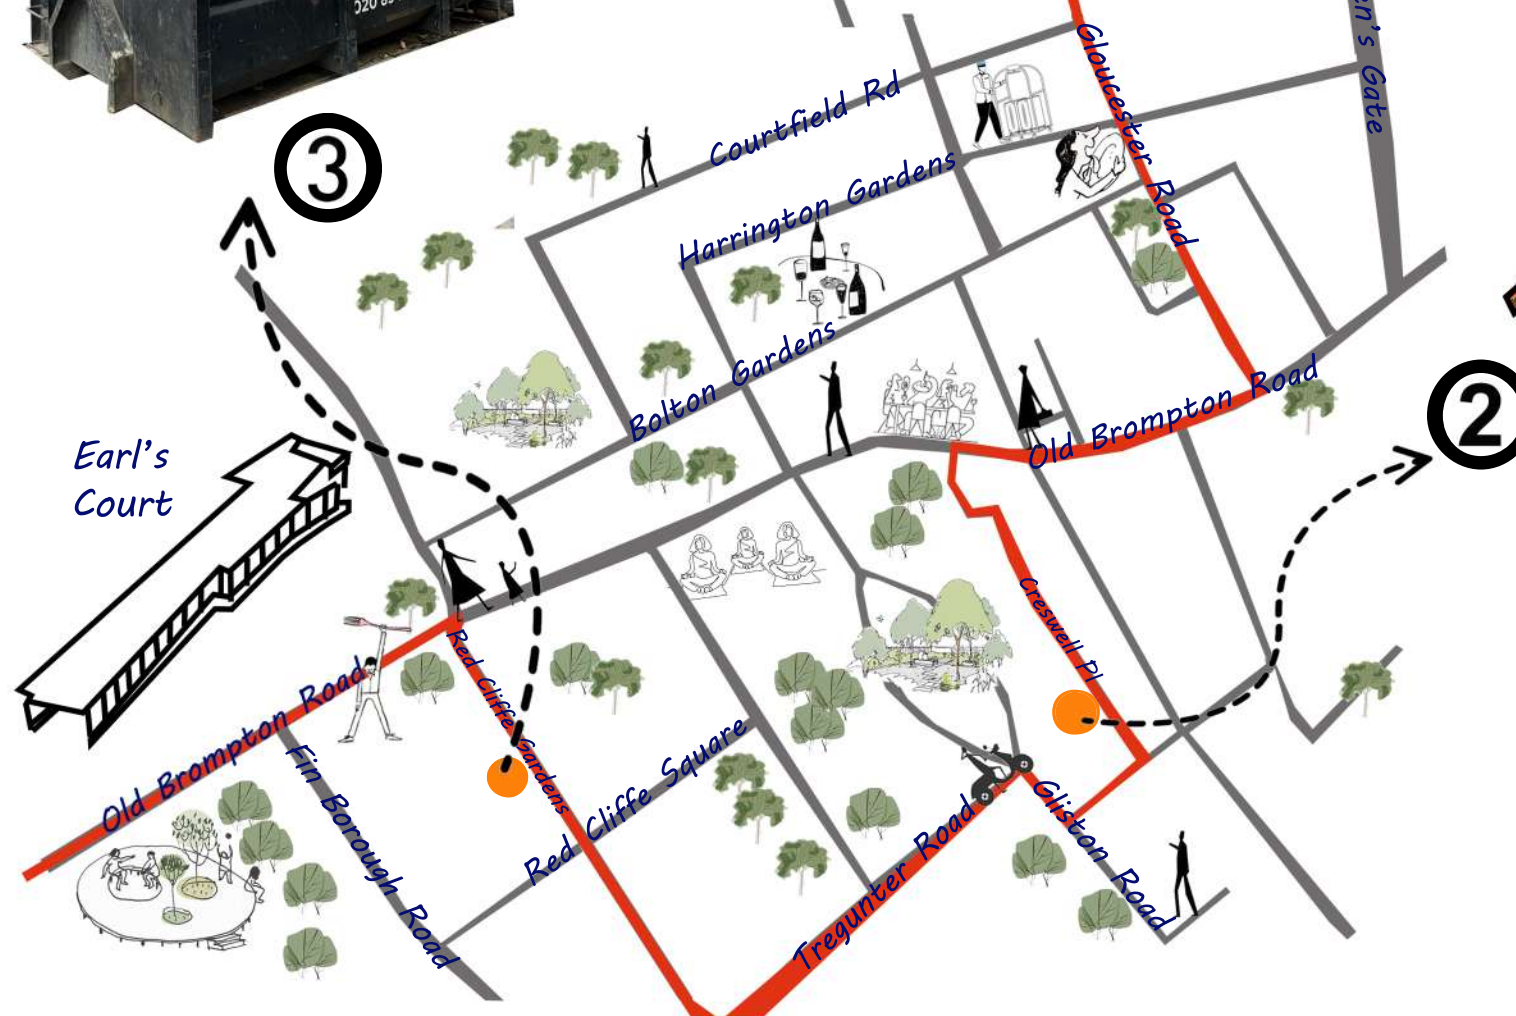 3
Courtfield Rd
Gloucester Road
Harrington Gardens
Bolton Gardens
Old Brompton Road
2
Earl's
Court
Creswell Pl
Red Cliffe Gardens
Old Brompton Road
Fin Borough Road
Red Cliffe Square
Tregunter Road
Gliston Road
Gate